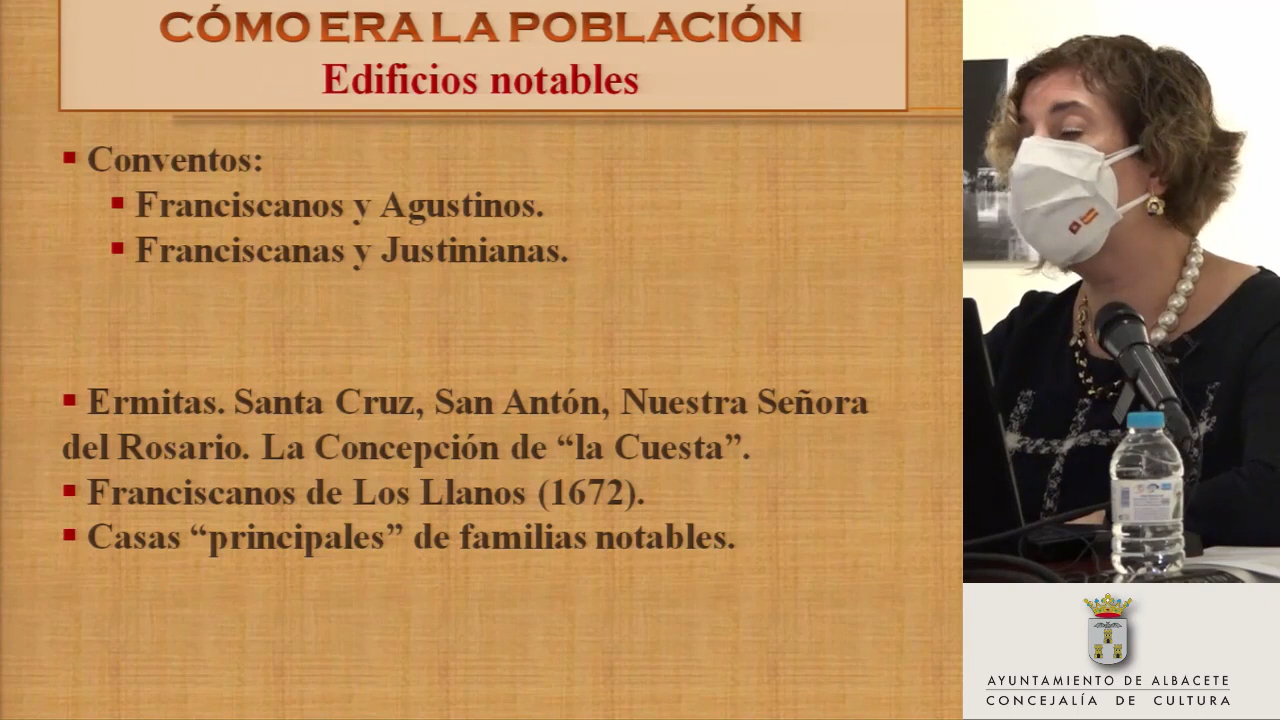 CÓMO ERA LA POBLACIÓN
Edificios notables
Conventos:
Franciscanos y Agustinos.
Franciscanas y Justinianas.
Ermitas. Santa Cruz, San Antón, Nuestra Señora
del Rosario. La Concepción de “la Cuesta”.
Franciscanos de Los Llanos (1672).
Casas “principales” de familias notables.
AYUNTAMIENTO DE ALBACETE
CONCEJALÍA DE CULTURA